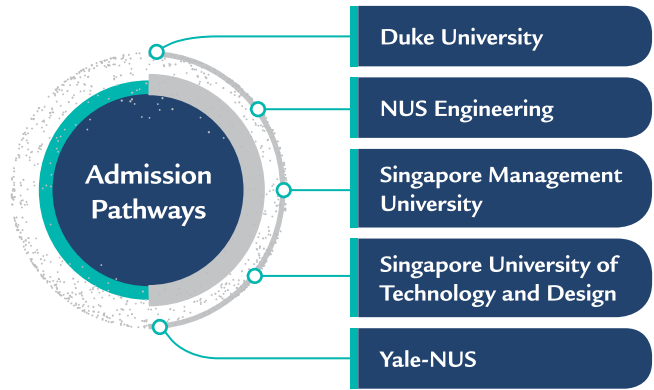 Admission
Pathways
Duke University
NUS Engineering
Singapore Management
University
Singapore University of
Technology and Design
Yale-NUS